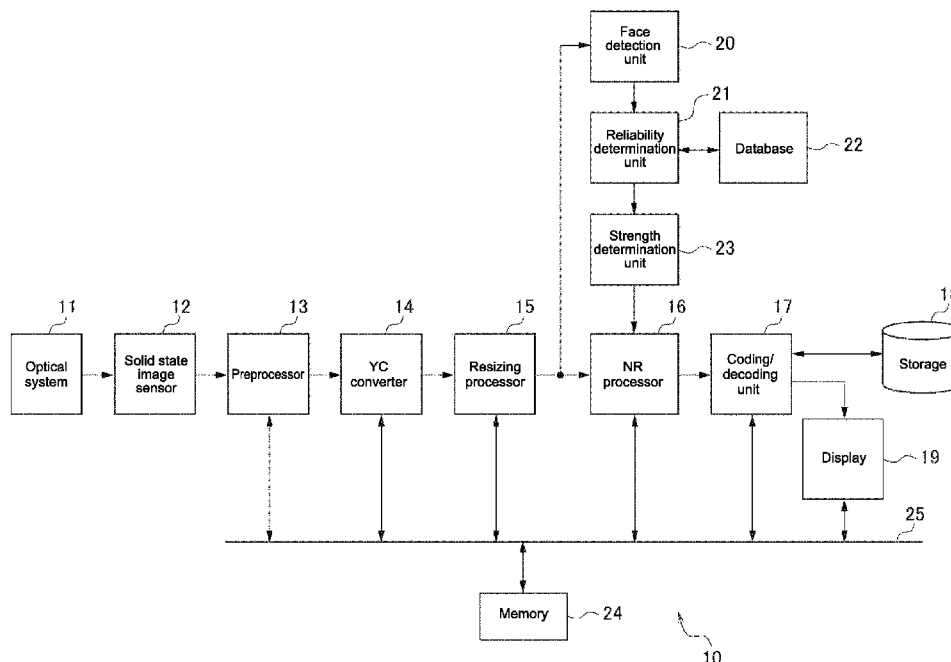 Face
detection
unit
20
21
Reliability
determination
unit
Database
22
Strength
determination
unit
23
11
12
13
14
15
16
17
Optical
system
Solid state
image
sensor
Preprocessor
YC
converter
Resizing
processor
NR
processor
Coding/
decoding
unit
Storage
Display
19
25
Memory
24
10